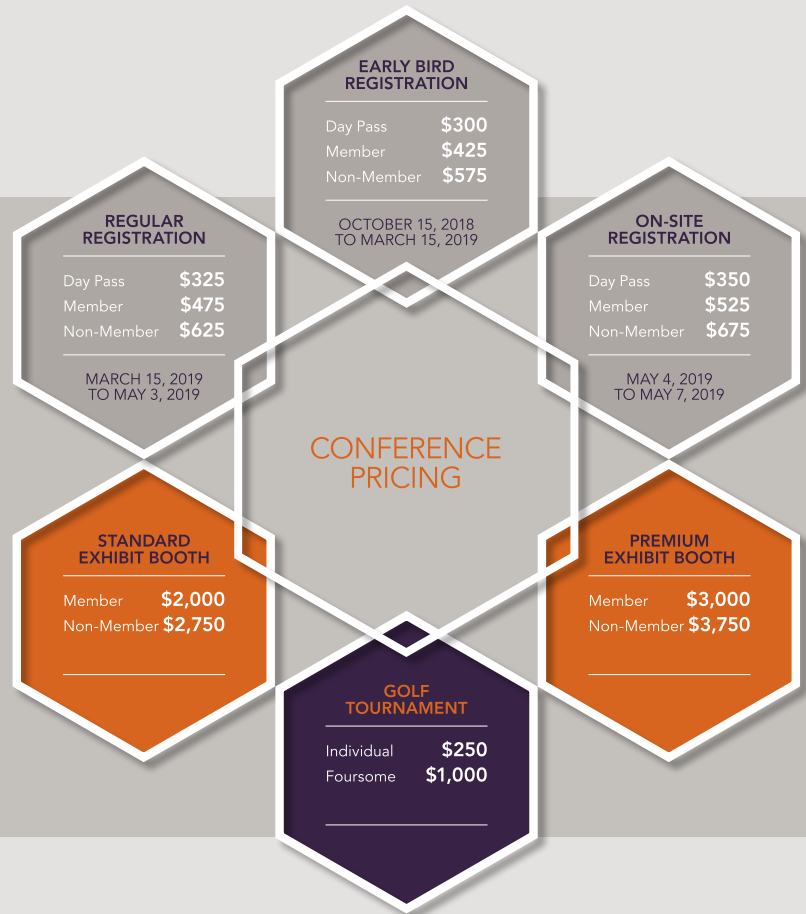 EARLY BIRD
REGISTRATION
Day Pass $300
Member $425
Non-Member $575
OCTOBER 15, 2018
TO MARCH 15, 2019
REGULAR
REGISTRATION
Day Pass $325
Member $475
Non-Member $625
MARCH 15, 2019
TO MAY 3, 2019
ON-SITE
REGISTRATION
Day Pass $350
Member $525
Non-Member $675
MAY 4, 2019
TO MAY 7, 2019
CONFERENCE
PRICING
STANDARD
EXHIBIT BOOTH
Member $2,000
Non-Member $2,750
PREMIUM
EXHIBIT BOOTH
Member $3,000
Non-Member $3,750
GOLF
TOURNAMENT
Individual $250
Foursome $1,000